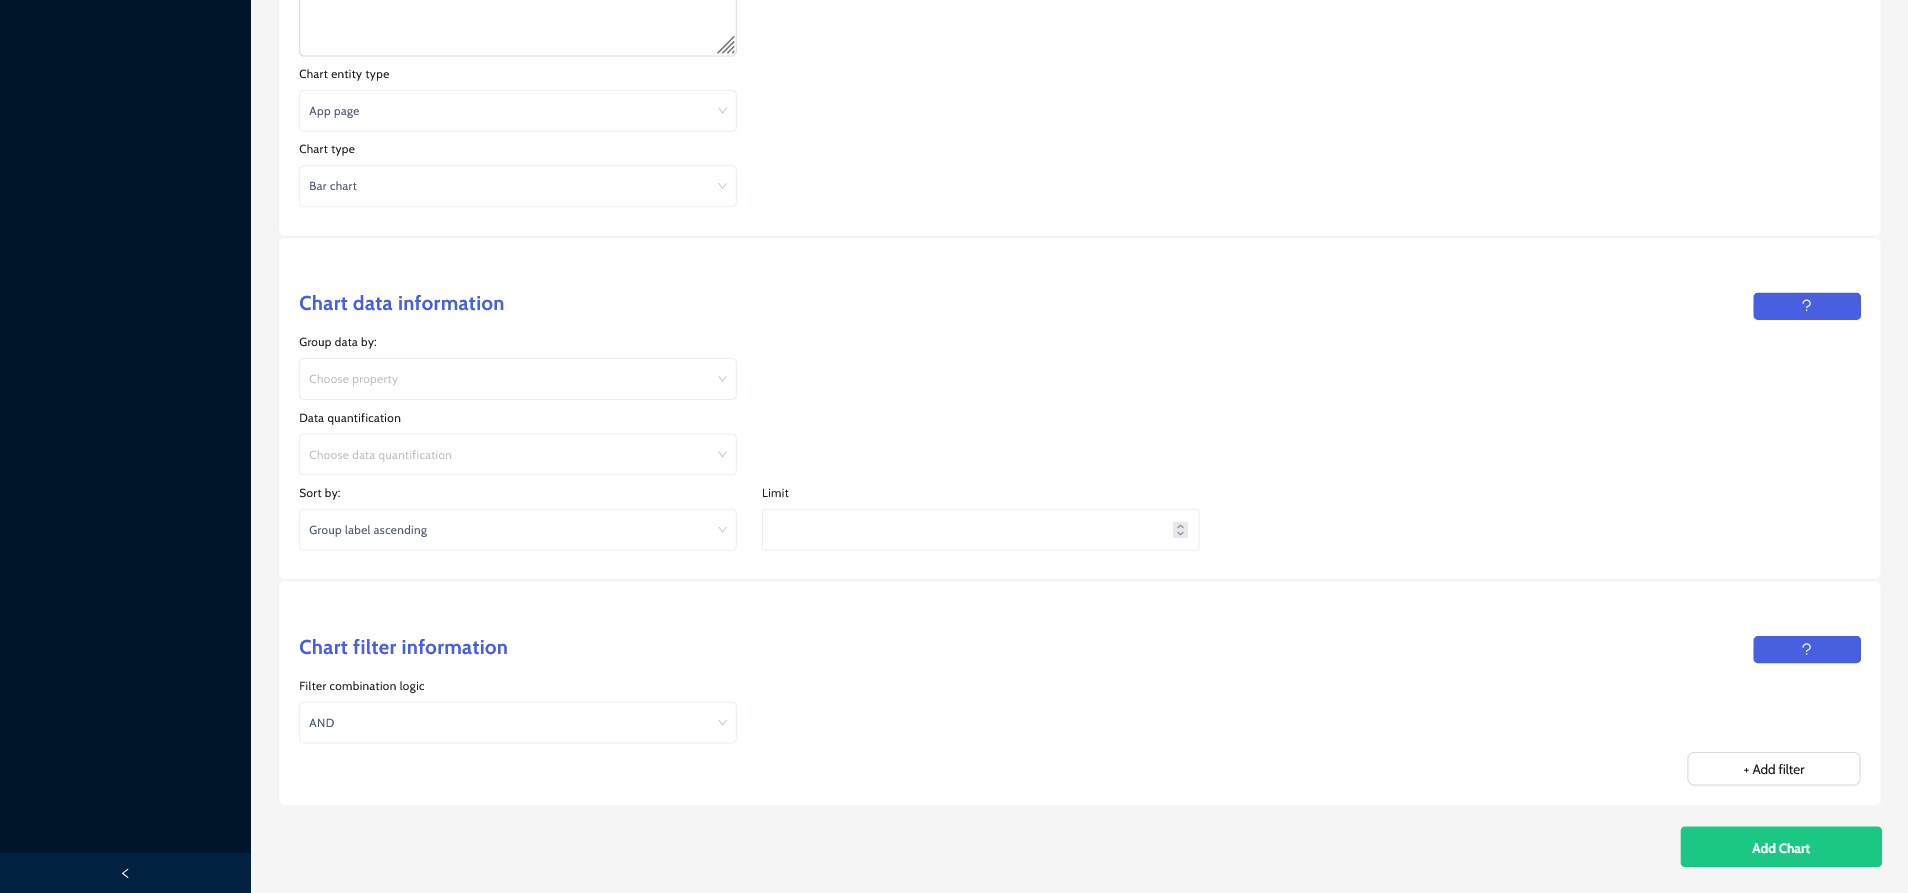 Chart entity type
App page
Chart type
Bar chart
Chart data information
?
Group data by:
Choose property
Data quantification
Choose data quantification
Sort by:
Limit
Group label ascending
Chart filter information
?
Filter combination logic
AND
+ Add filter
Add Chart
<